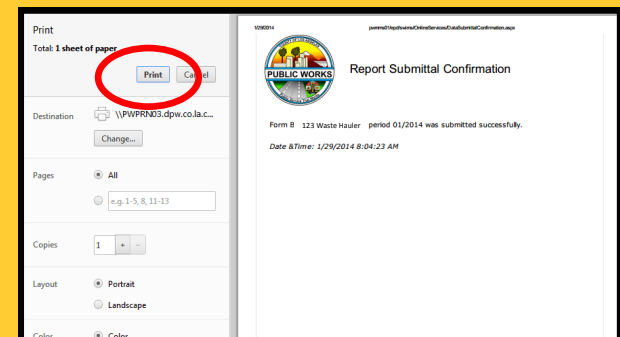 Print
Total: 1 sheet of paper
Print
Destination
\\PWPRN03.dpw.co.la.c...
Change...
Pages
All
e.g. 1-5, 8, 11-13
Copies
1
+
-
Layout
Portrait
Landscape
Color
Color
1/29/2014
PUBLIC WORKS
Report Submittal Confirmation
Form B 123 Waste Hauler period 01/2014 was submitted successfully.
Date &Time: 1/29/2014 8:04:23 AM